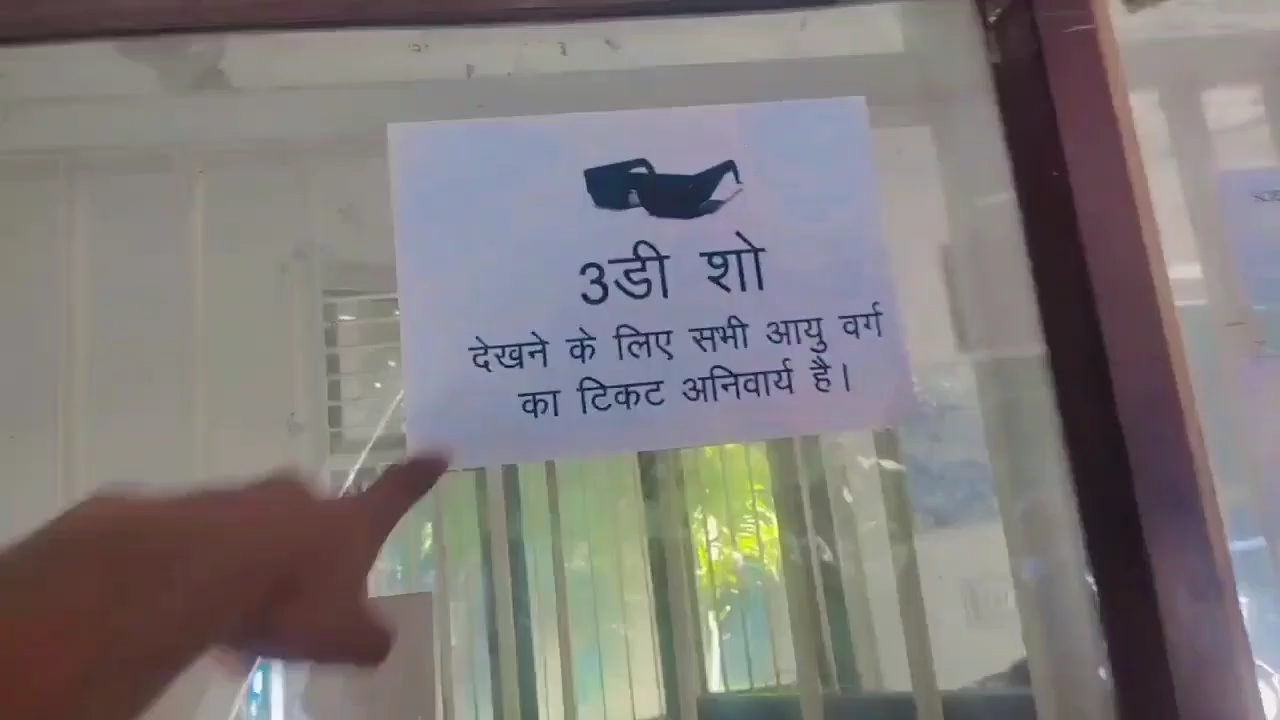 3डी शो
देखने के लिए सभी आयु वर्ग
का टिकट अनिवार्य है।